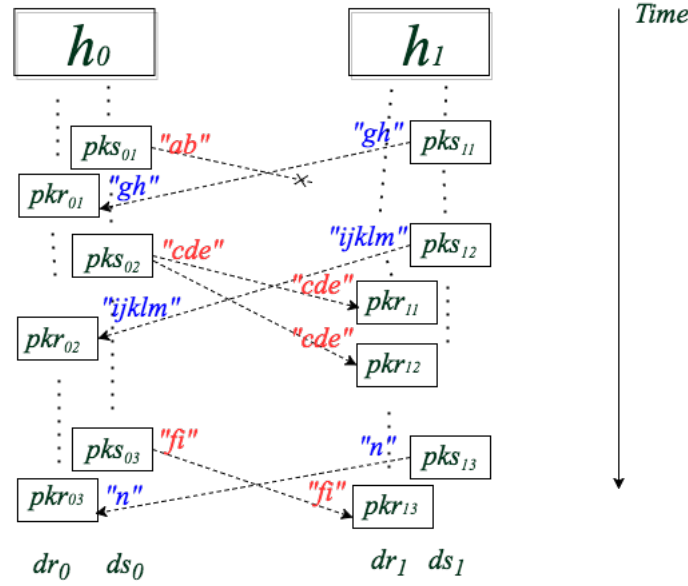 h0 h1 Time
"gh"
pks01 "ab" pks11
pkr01 "gh"
"ijklm" pks12
pks02 "cde"
"cde" pkr11
"ijklm"
pkr02 "cde" pkr12
pks03 "fi" "n" pks13
pkr03 "n" "fi" pkr13
dr0 ds0 dr1 ds1